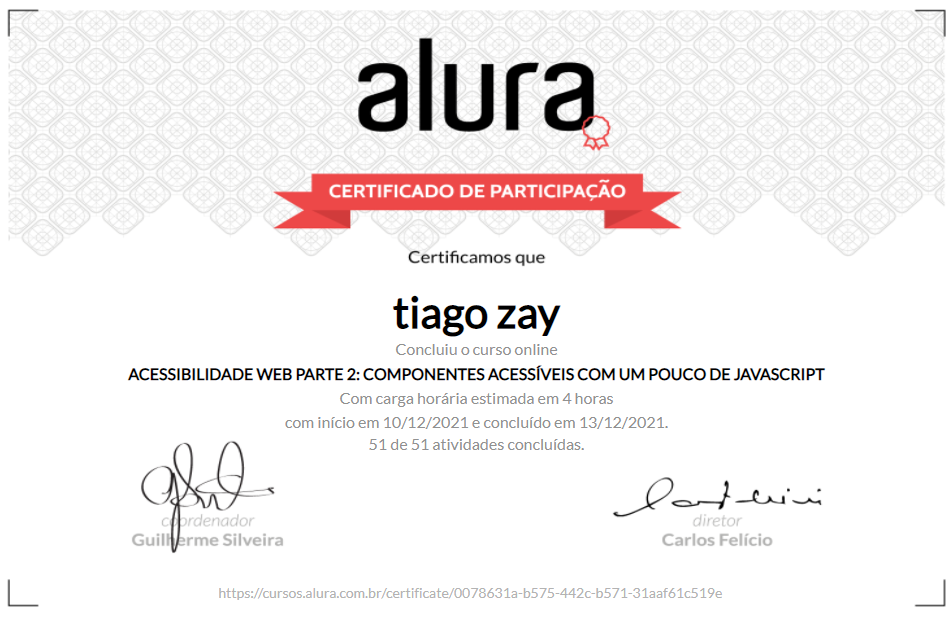 alura
CERTIFICADO DE PARTICIPAÇÃO
Certificamos que
tiago zay
Concluiu o curso online
ACESSIBILIDADE WEB PARTE 2: COMPONENTES ACESSÍVEIS COM UM POUCO DE JAVASCRIPT
Com carga horária estimada em 4 horas
com início em 10/12/2021 e concluído em 13/12/2021.
51 de 51 atividades concluídas.
coordenador
Guilherme Silveira
diretor
Carlos Felício
https://cursos.alura.com.br/certificate/0078631a-b575-442c-b571-31aaf61c519e